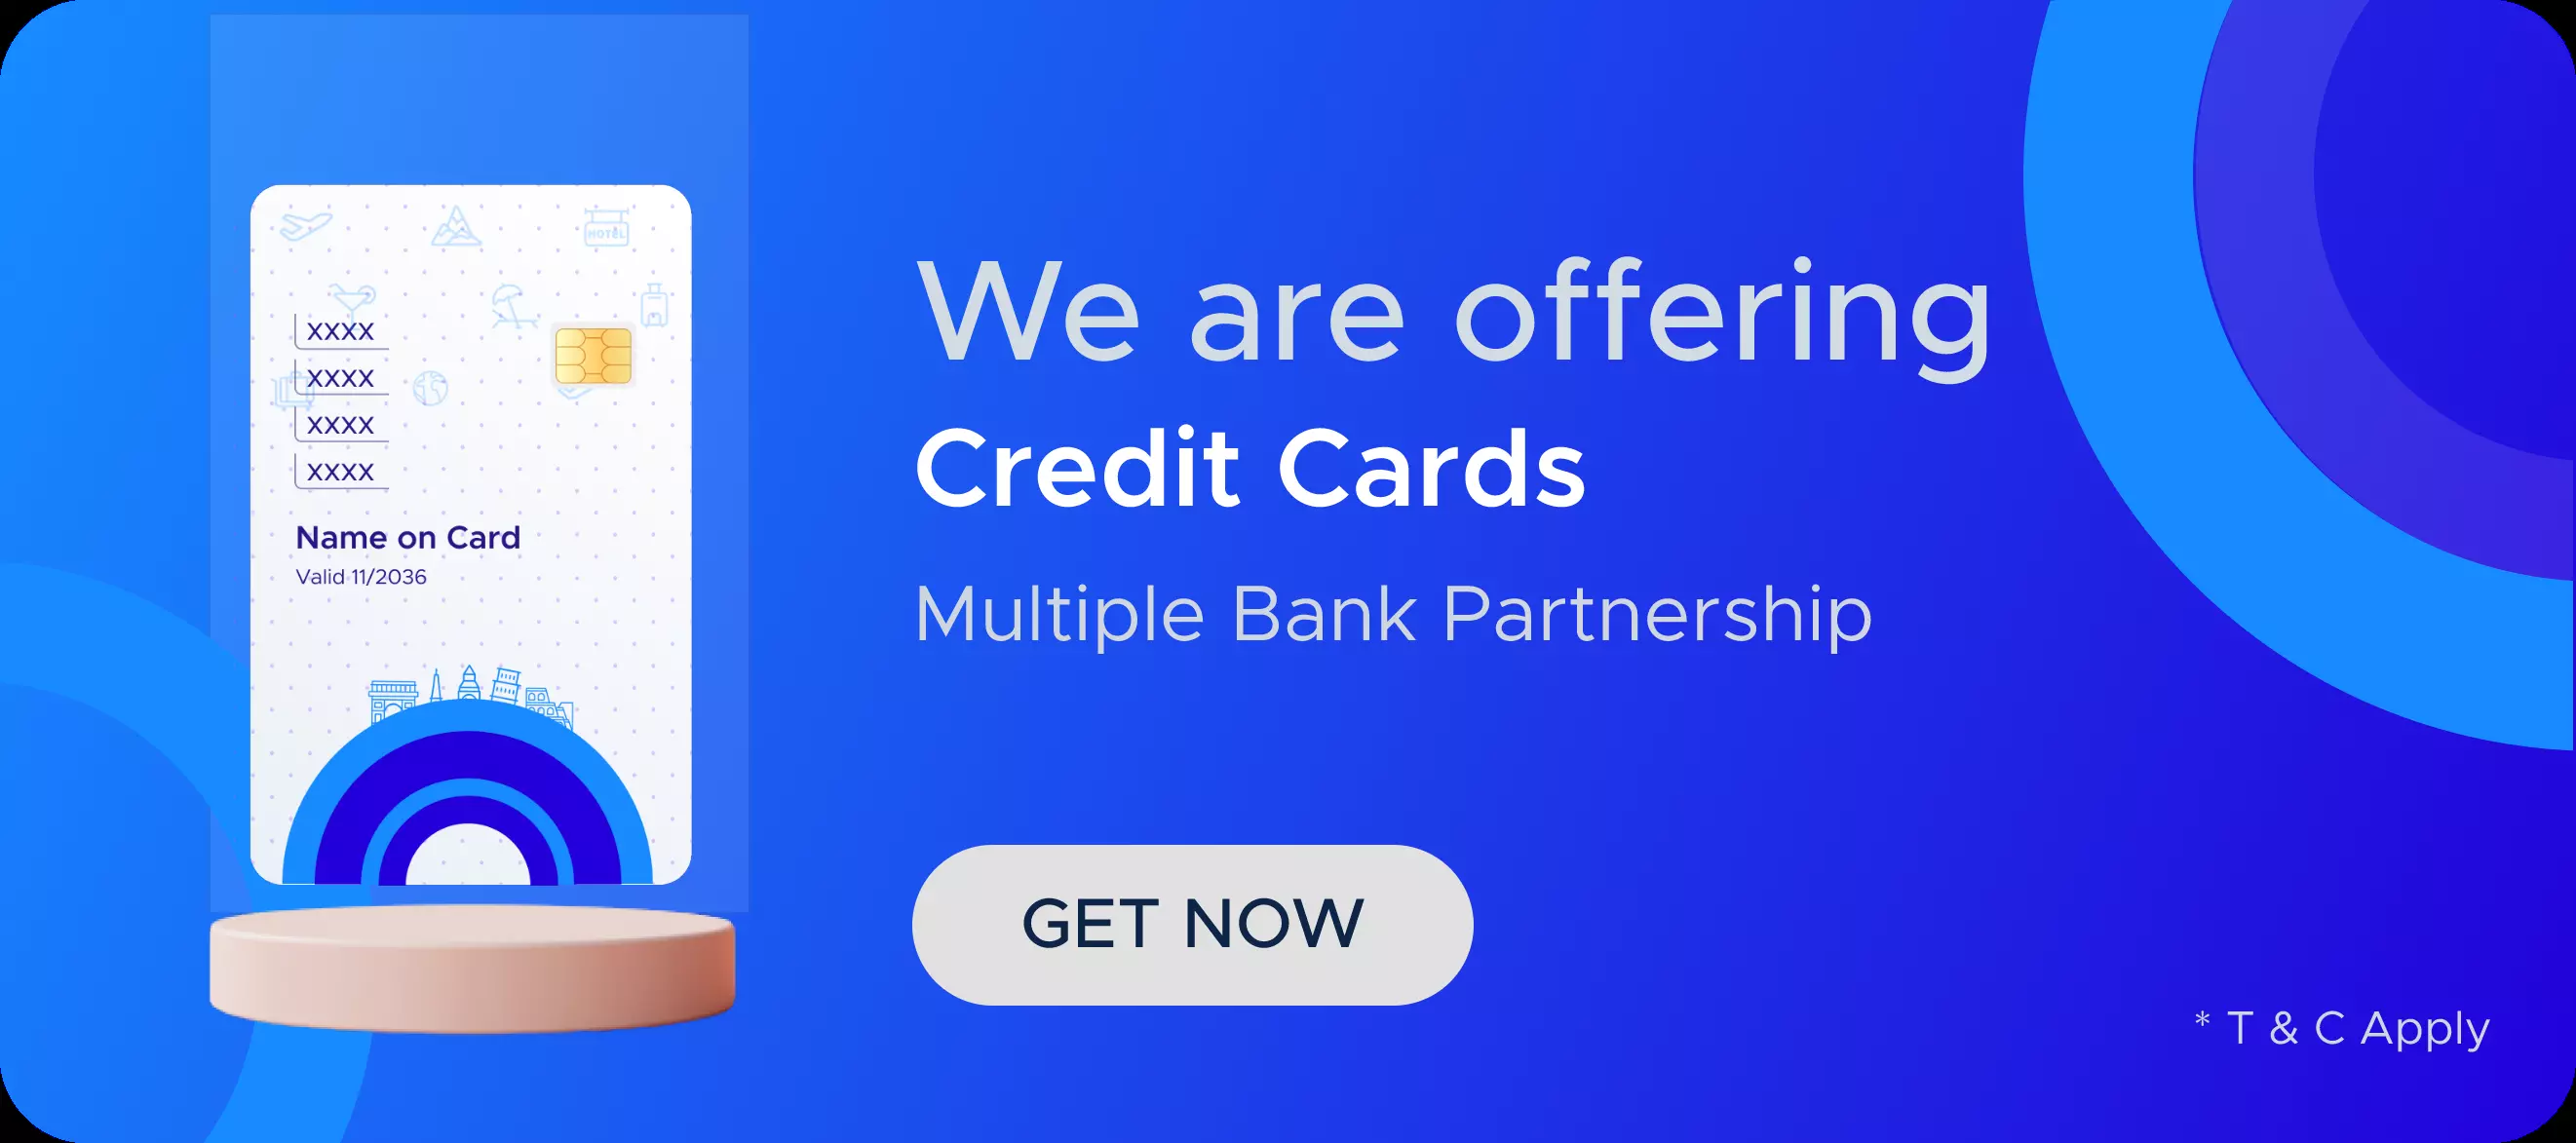 HOTEL
XXXX
XXXX
XXXX
XXXX
Name on Card
Valid 11/2036
We are offering
Credit Cards
Multiple Bank Partnership
GET NOW
* T & C Apply